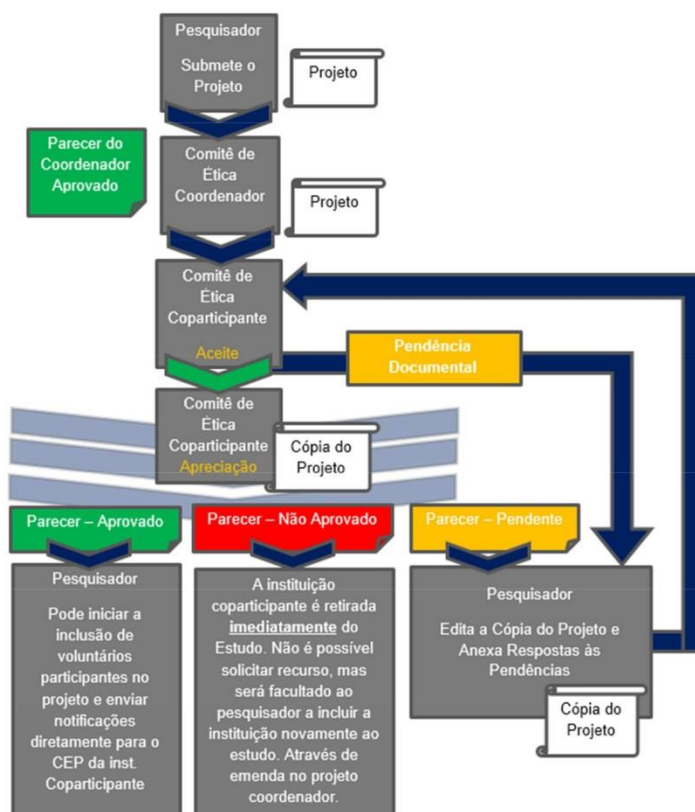 Pesquisador
Submete o
Projeto
Projeto
Parecer do
Coordenador
Aprovado
Comitê de
Ética
Coordenador
Projeto
Comitê de
Ética
Coparticipante
Aceite
Pendência
Documental
Comitê de
Ética
Coparticipante
Apreciação
Cópia do
Projeto
Parecer – Aprovado
Parecer – Não Aprovado
Parecer – Pendente
Pesquisador
Pode iniciar a
inclusão de
voluntários
participantes no
projeto e enviar
notificações
diretamente para o
CEP da inst.
Coparticipante
A instituição
coparticipante é retirada
imediatamente do
Estudo. Não é possível
solicitar recurso, mas
será facultado ao
pesquisador a incluir a
instituição novamente ao
estudo. Através de
emenda no projeto
coordenador.
Pesquisador
Edita a Cópia do Projeto e
Anexa Respostas às
Pendências
Cópia do
Projeto